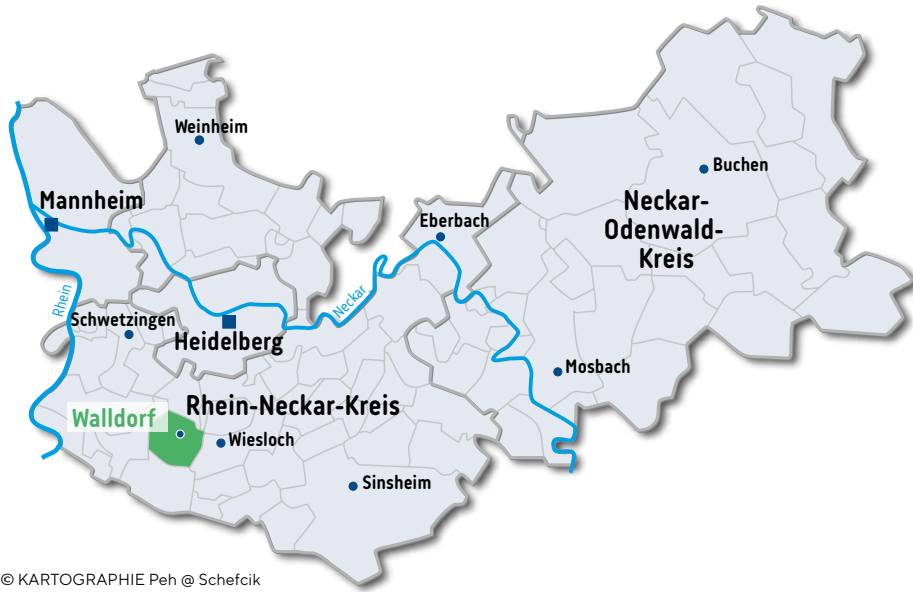 Weinheim
Buchen
Mannheim
Neckar-
Odenwald-
Kreis
Eberbach
Rhein
Neckar
Schwetzingen
Heidelberg
Mosbach
Rhein-Neckar-Kreis
Walldorf
Wiesloch
Sinsheim
© KARTOGRAPHIE Peh @ Schefcik